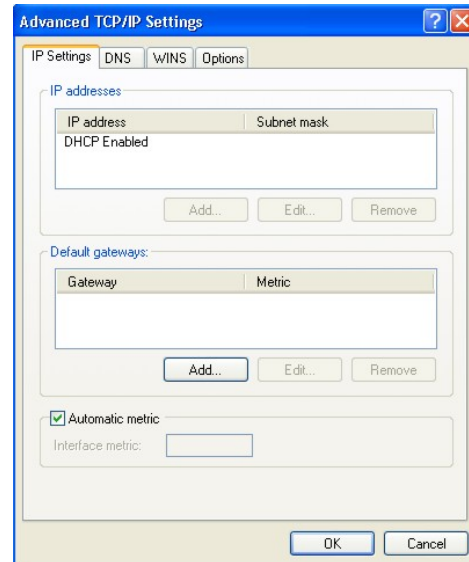 Advanced TCP/IP Settings
IP Settings DNS WINS Options
IP addresses
IP address Subnet mask
DHCP Enabled
Add... Edit... Remove
Default gateways:
Gateway Metric
Add... Edit... Remove
Automatic metric
Interface metric:
OK Cancel